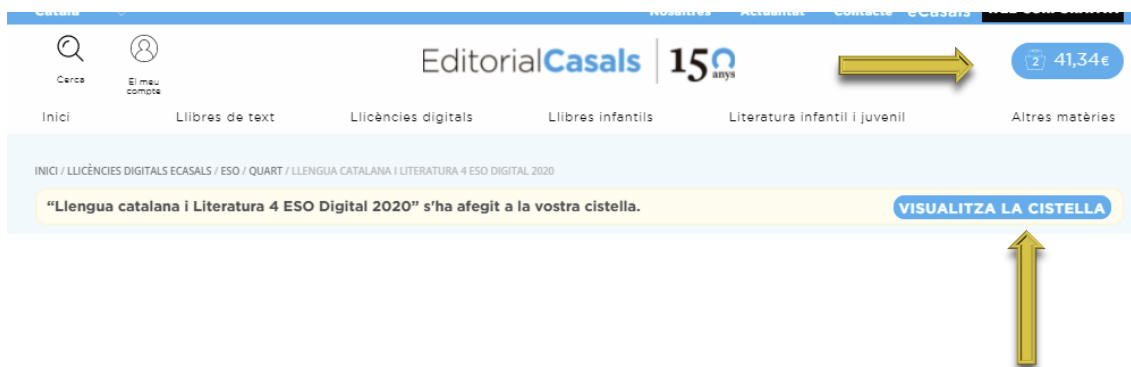 Català Nosaltres Actualitat Contacte eCasals
EditorialCasals 150 anys
2 41,34€
Cerca
El meu
compte
Inici Llibres de text Llicències digitals Llibres infantils Literatura infantil i juvenil Altres matèries
INICI / LLICÈNCIES DIGITALS ECASALS / ESO / QUART / LLENGUA CATALANA I LITERATURA 4 ESO DIGITAL 2020
“Llengua catalana i Literatura 4 ESO Digital 2020” s'ha afegit a la vostra cistella. VISUALITZA LA CISTELLA